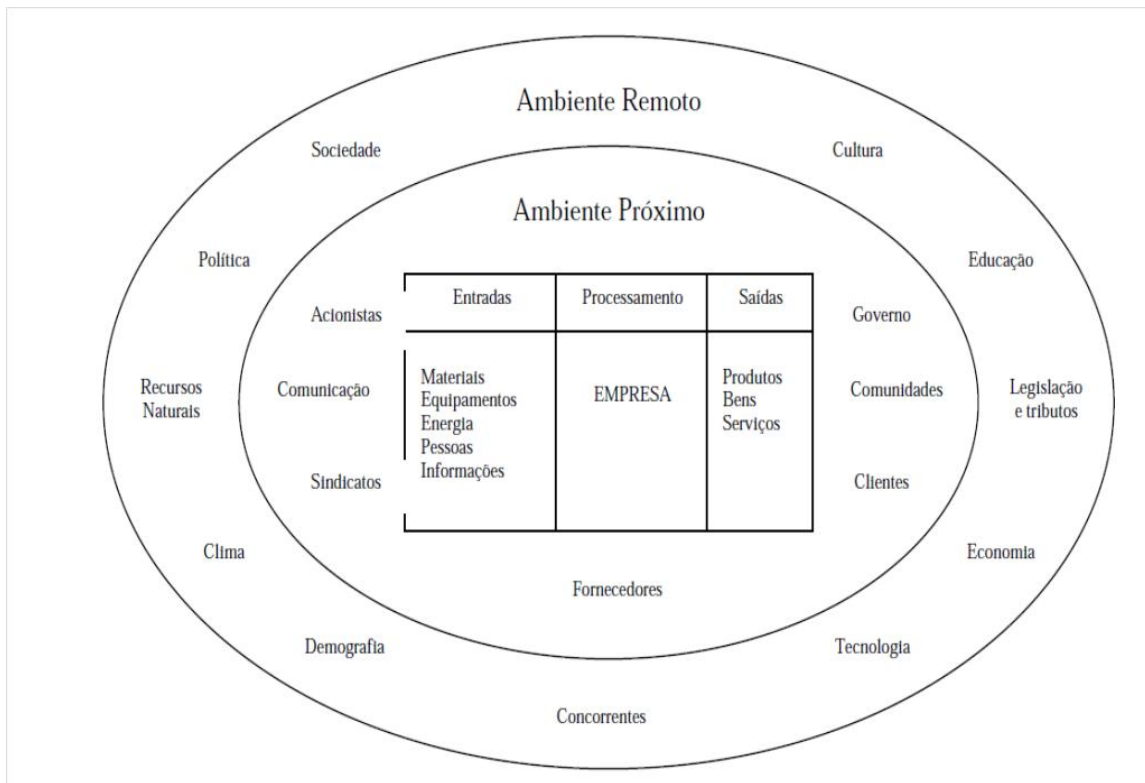 Ambiente Remoto
Sociedade
Cultura
Ambiente Próximo
Política
Educação
Entradas
Processamento
Saídas
Acionistas
Governo
Recursos
Naturais
Comunicação
Materiais
Equipamentos
Energia
Pessoas
Informações
EMPRESA
Produtos
Bens
Serviços
Comunidades
Legislação
e tributos
Sindicatos
Clientes
Clima
Economia
Fornecedores
Demografia
Tecnologia
Concorrentes